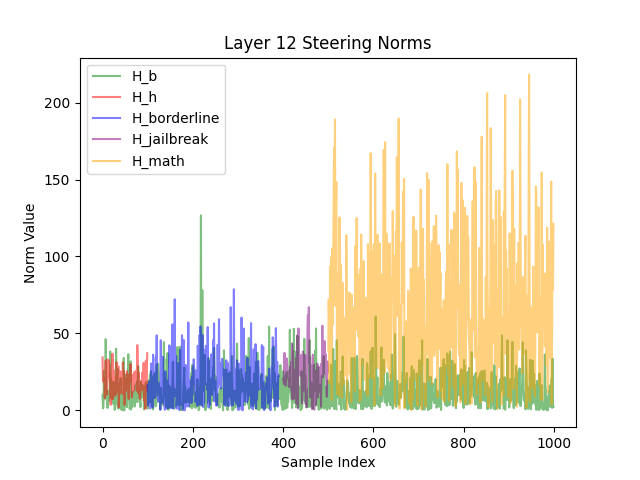 Layer 12 Steering Norms
H_b
H_h
H_borderline
H_jailbreak
H_math
200
150
100
50
0
Norm Value
0
200
400
600
800
1000
Sample Index